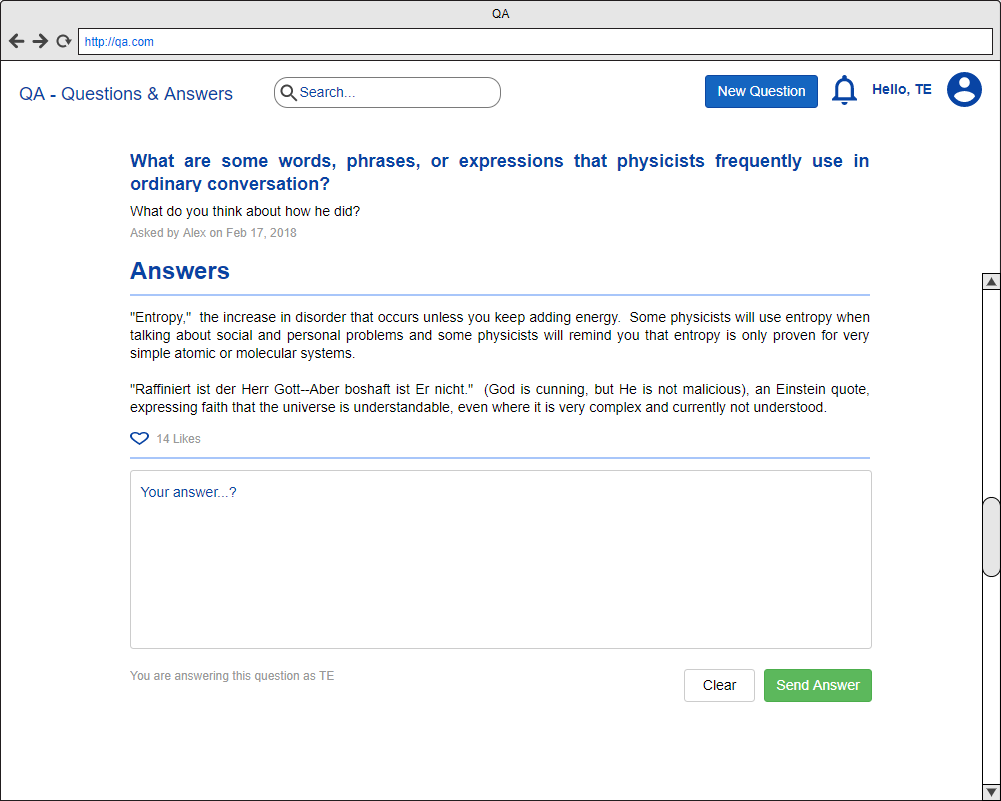 QA
http://qa.com
QA - Questions & Answers
Search...
New Question
Hello, TE
What are some words, phrases, or expressions that physicists frequently use in
ordinary conversation?
What do you think about how he did?
Asked by Alex on Feb 17, 2018
Answers
"Entropy,"  the increase in disorder that occurs unless you keep adding energy.  Some physicists will use entropy when
talking about social and personal problems and some physicists will remind you that entropy is only proven for very
simple atomic or molecular systems.
"Raffiniert ist der Herr Gott--Aber boshaft ist Er nicht."  (God is cunning, but He is not malicious), an Einstein quote,
expressing faith that the universe is understandable, even where it is very complex and currently not understood.
14 Likes
Your answer...?
You are answering this question as TE
Clear
Send Answer